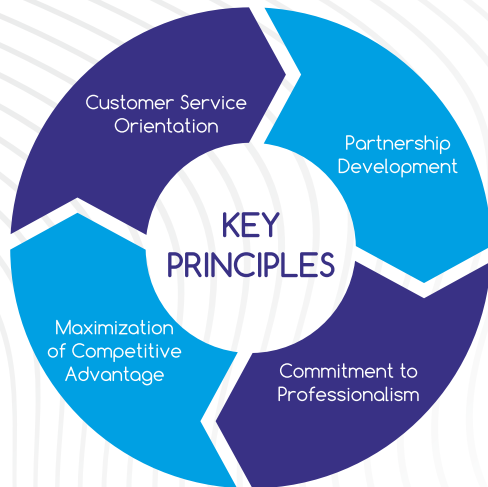 Customer Service
Orientation
Partnership
Development
KEY
PRINCIPLES
Maximization
of Competitive
Advantage
Commitment to
Professionalism